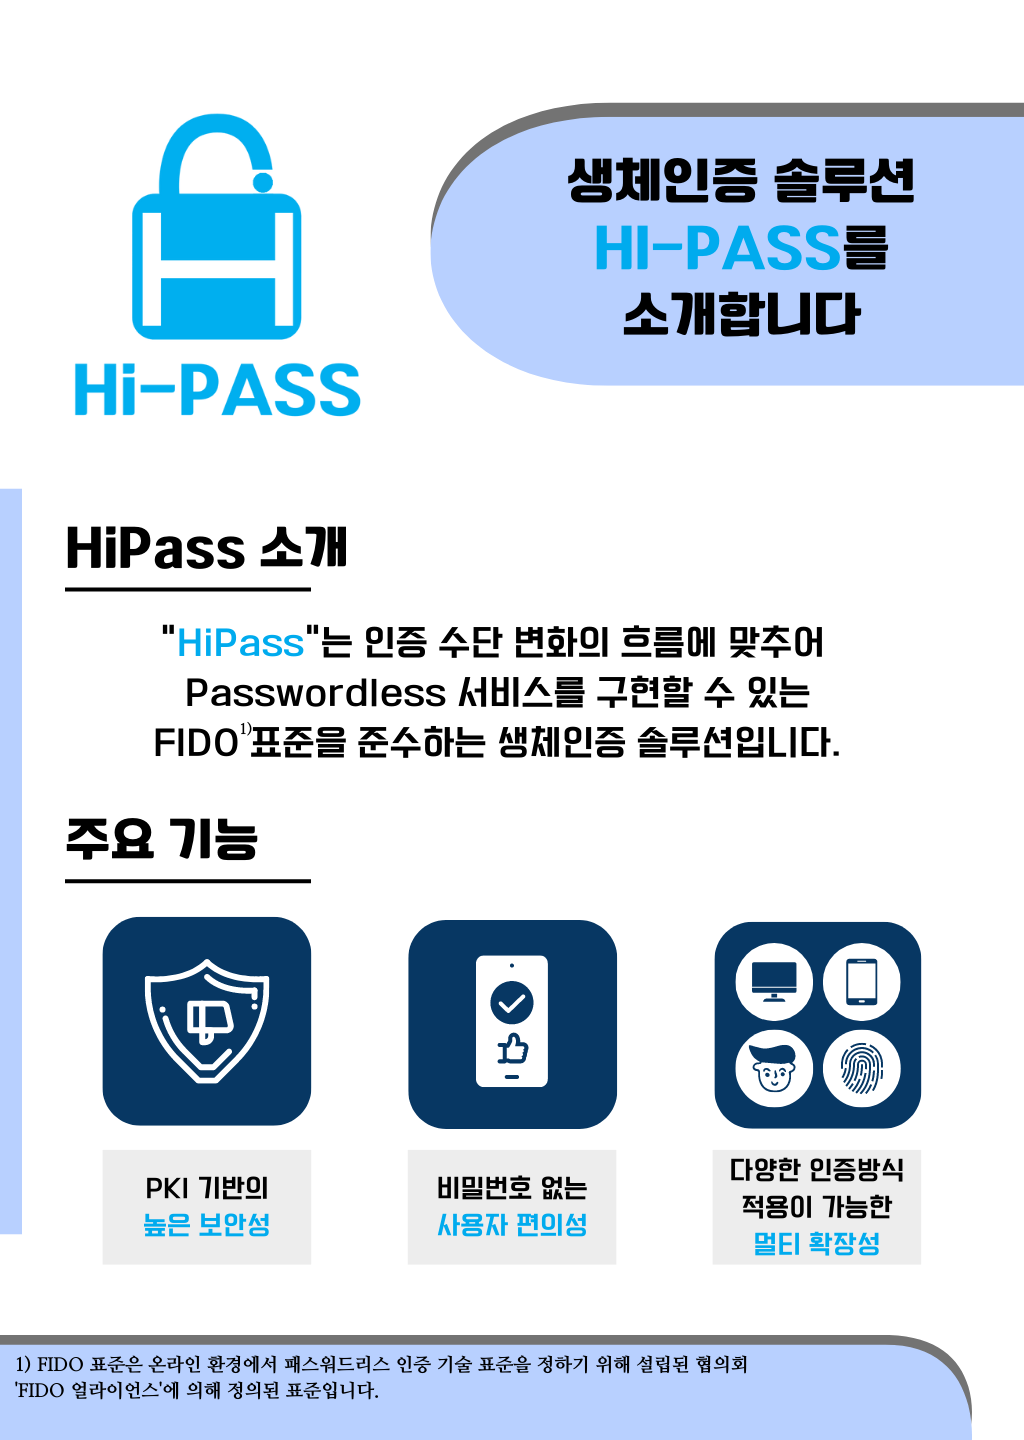 Hi-PASS
생체인증 솔루션
HI-PASS를
소개합니다
HiPass 소개
"HiPass"는 인증 수단 변화의 흐름에 맞추어
Passwordless 서비스를 구현할 수 있는
FIDO1)표준을 준수하는 생체인증 솔루션입니다.
주요 기능
PKI 기반의
높은 보안성
비밀번호 없는
사용자 편의성
다양한 인증방식
적용이 가능한
멀티 확장성
1) FIDO 표준은 온라인 환경에서 패스워드리스 인증 기술 표준을 정하기 위해 설립된 협의회
'FIDO 얼라이언스'에 의해 정의된 표준입니다.